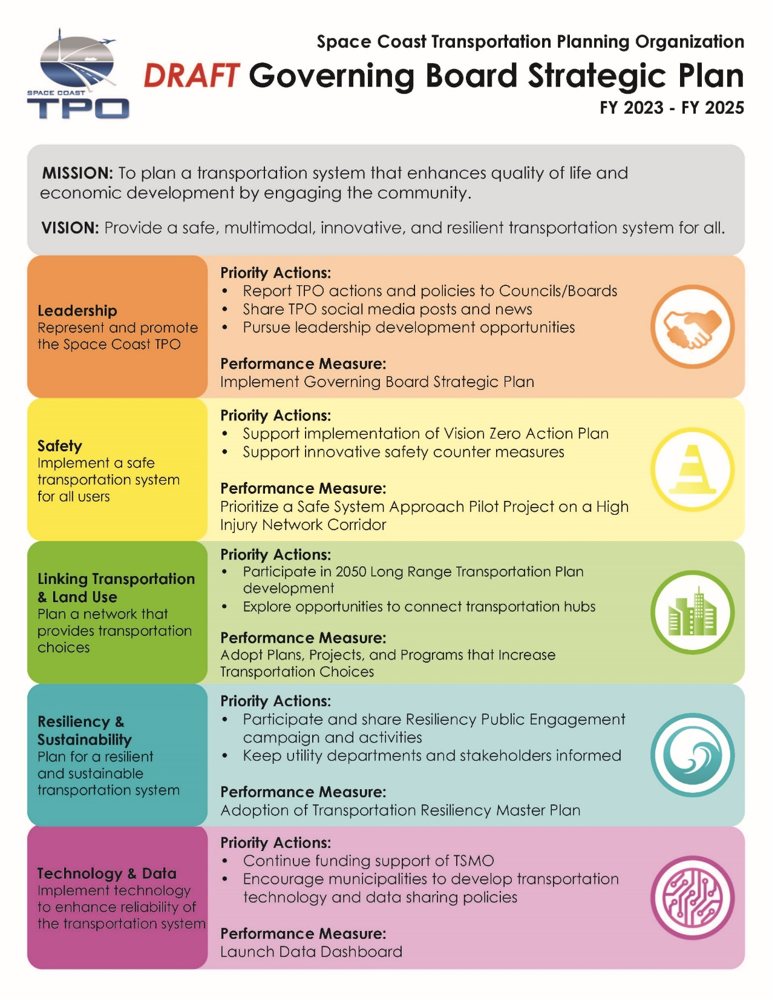 SPACE COAST
TPO
Space Coast Transportation Planning Organization
DRAFT Governing Board Strategic Plan
FY 2023 - FY 2025
MISSION: To plan a transportation system that enhances quality of life and
economic development by engaging the community.
VISION: Provide a safe, multimodal, innovative, and resilient transportation system for all.
Leadership
Represent and promote
the Space Coast TPO
Priority Actions:
• Report TPO actions and policies to Councils/Boards
• Share TPO social media posts and news
• Pursue leadership development opportunities
Performance Measure:
Implement Governing Board Strategic Plan
Safety
Implement a safe
transportation system
for all users
Priority Actions:
• Support implementation of Vision Zero Action Plan
• Support innovative safety counter measures
Performance Measure:
Prioritize a Safe System Approach Pilot Project on a High
Injury Network Corridor
Linking Transportation
& Land Use
Plan a network that
provides transportation
choices
Priority Actions:
• Participate in 2050 Long Range Transportation Plan
development
• Explore opportunities to connect transportation hubs
Performance Measure:
Adopt Plans, Projects, and Programs that Increase
Transportation Choices
Resiliency &
Sustainability
Plan for a resilient
and sustainable
transportation system
Priority Actions:
• Participate and share Resiliency Public Engagement
campaign and activities
• Keep utility departments and stakeholders informed
Performance Measure:
Adoption of Transportation Resiliency Master Plan
Technology & Data
Implement technology
to enhance reliability of
the transportation system
Priority Actions:
• Continue funding support of TSMO
• Encourage municipalities to develop transportation
technology and data sharing policies
Performance Measure:
Launch Data Dashboard